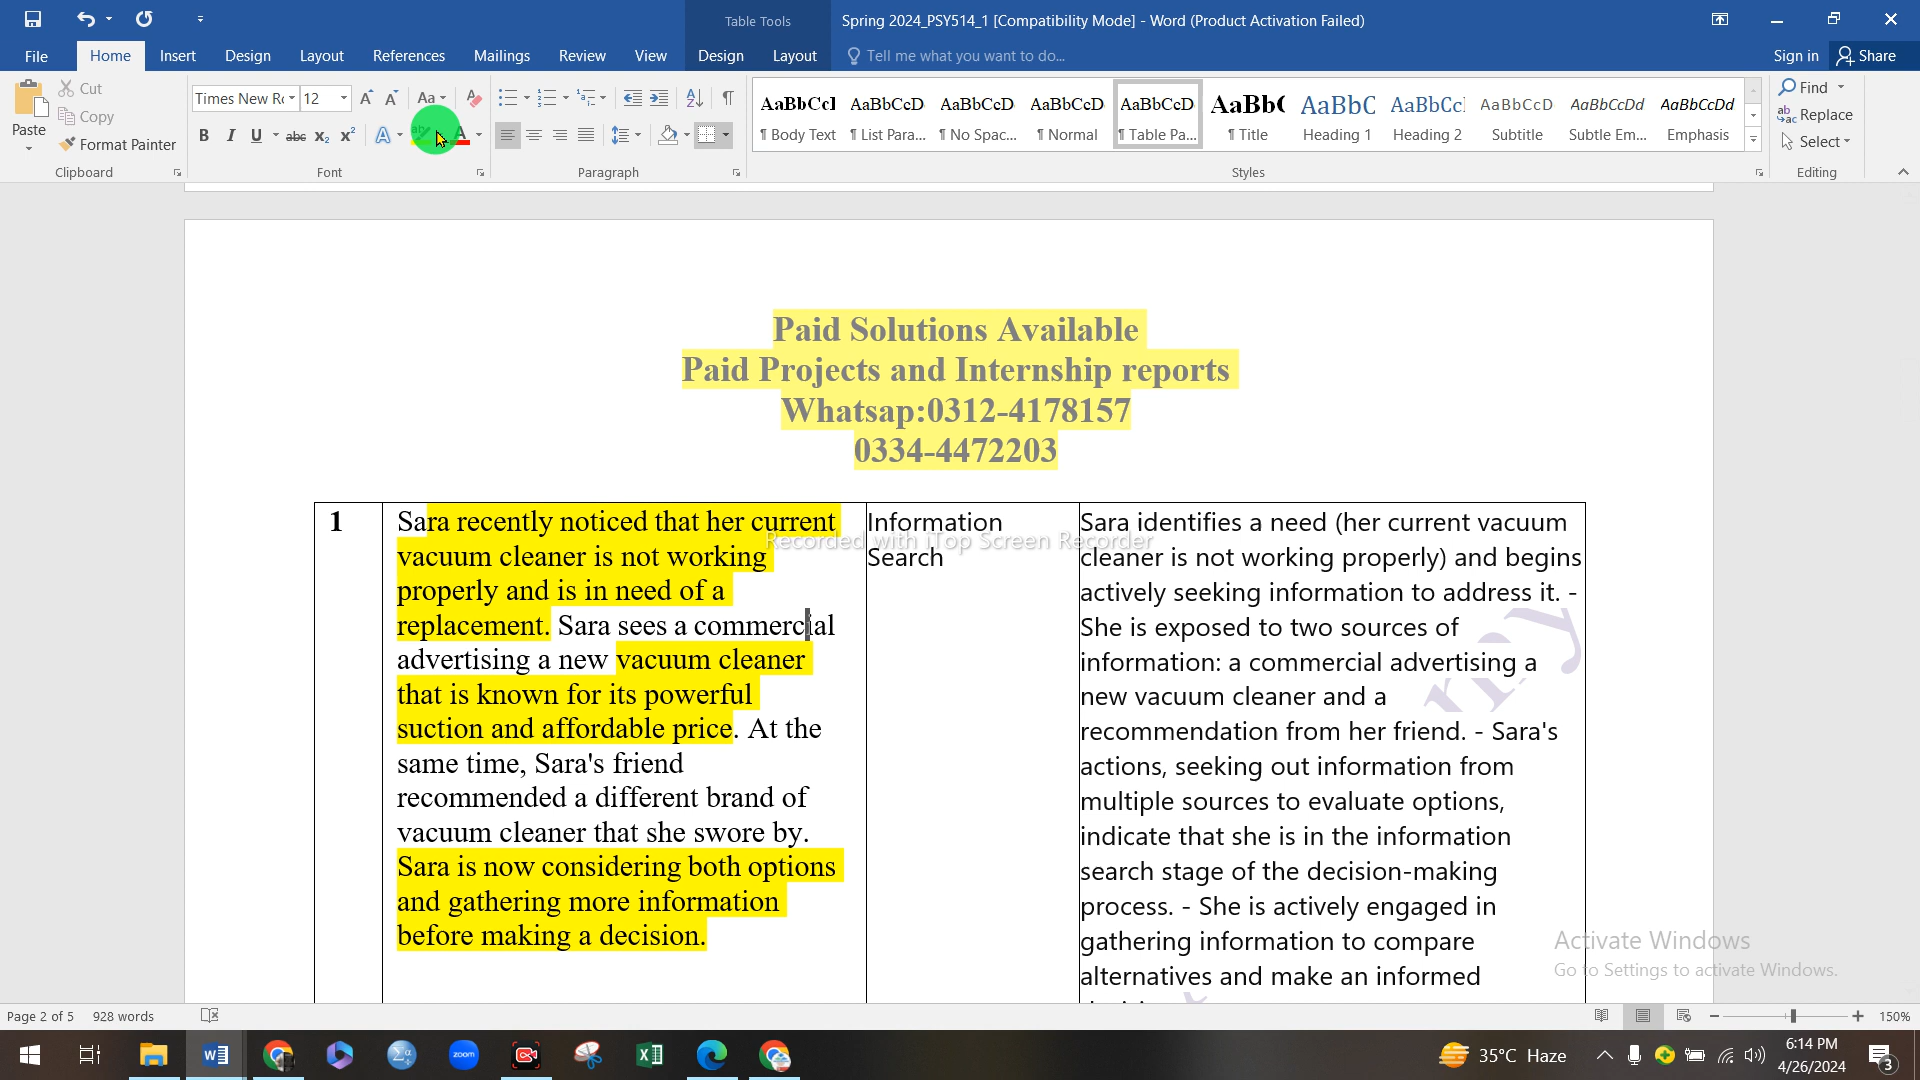 Table Tools
Spring 2024_PSY514_1 [Compatibility Mode] - Word (Product Activation Failed)
File Home Insert Design Layout References Mailings Review View Design Layout Tell me what you want to do... Sign in Share
Paste
Cut
Copy
Format Painter
Times New Rc 12
Clipboard Font Paragraph Styles Editing
AaBbCcI AaBbCcD AaBbCcD AaBbCcD AaBbCcD AaBbC AaBbC AaBbCcI AaBbCcD AaBbCcDd AaBbCcDd
¶ Body Text ¶ List Para... ¶ No Spac... ¶ Normal ¶ Table Pa... ¶ Title Heading 1 Heading 2 Subtitle Subtle Em... Emphasis
Find
Replace
Select
Paid Solutions Available
Paid Projects and Internship reports
Whatsap:0312-4178157
0334-4472203
1
Sara recently noticed that her current
vacuum cleaner is not working
properly and is in need of a
replacement. Sara sees a commercial
advertising a new vacuum cleaner
that is known for its powerful
suction and affordable price. At the
same time, Sara's friend
recommended a different brand of
vacuum cleaner that she swore by.
Sara is now considering both options
and gathering more information
before making a decision.
Information
Search
Sara identifies a need (her current vacuum
cleaner is not working properly) and begins
actively seeking information to address it. -
She is exposed to two sources of
information: a commercial advertising a
new vacuum cleaner and a
recommendation from her friend. - Sara's
actions, seeking out information from
multiple sources to evaluate options,
indicate that she is in the information
search stage of the decision-making
process. - She is actively engaged in
gathering information to compare
alternatives and make an informed
Recorded with iTop Screen Recorder
Activate Windows
Go to Settings to activate Windows.
Page 2 of 5 928 words 150%
35°C Haze
6:14 PM
4/26/2024
3
zoom